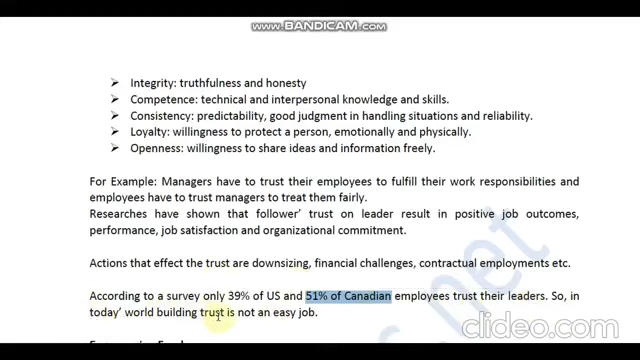 www.BANDICAM.com
➤ Integrity: truthfulness and honesty
➤ Competence: technical and interpersonal knowledge and skills.
➤ Consistency: predictability, good judgment in handling situations and reliability.
➤ Loyalty: willingness to protect a person, emotionally and physically.
➤ Openness: willingness to share ideas and information freely.
For Example: Managers have to trust their employees to fulfill their work responsibilities and
employees have to trust managers to treat them fairly.
Researches have shown that follower' trust on leader result in positive job outcomes,
performance, job satisfaction and organizational commitment.
Actions that effect the trust are downsizing, financial challenges, contractual employments etc.
According to a survey only 39% of US and 51% of Canadian employees trust their leaders. So, in
today' world building trust is not an easy job.
clideo.com